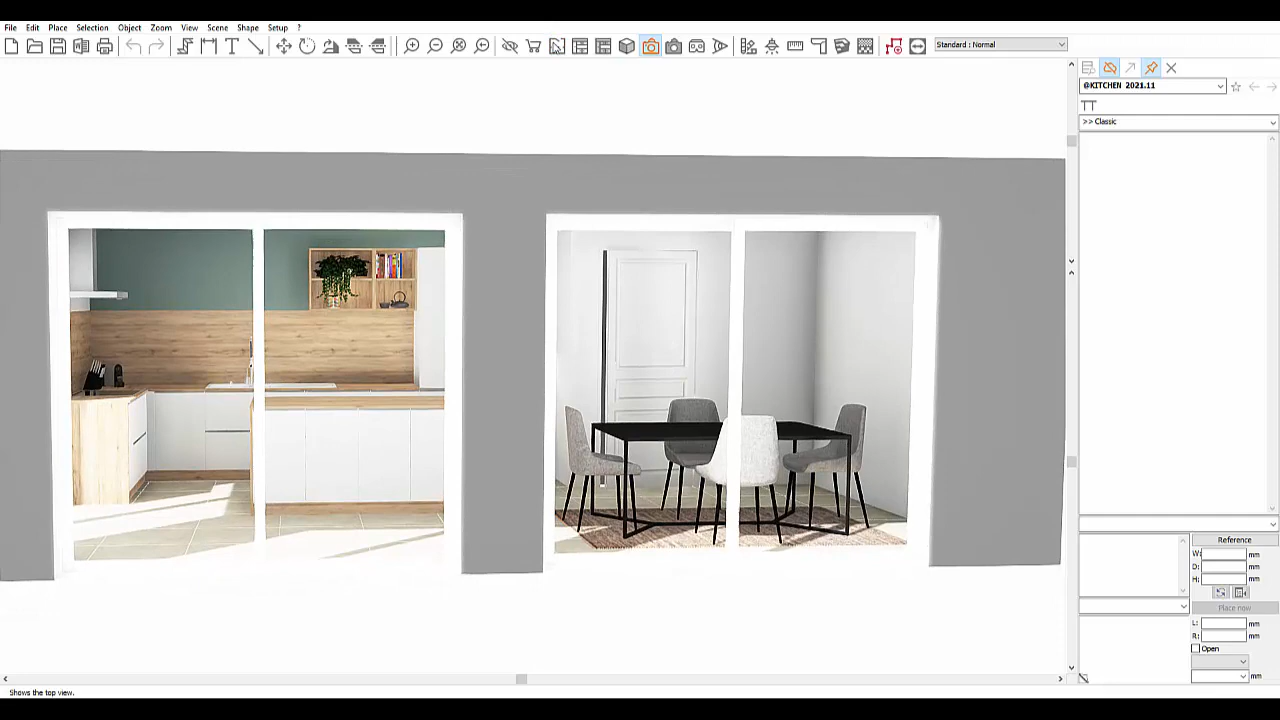 File Edit Place Selection Object Zoom View Scene Shape Setup ?
Standard : Normal
@KITCHEN 2021.11
>> Classic
Reference
W: mm
D: mm
H: mm
Place now
L: mm
R: mm
Open
mm
Shows the top view.